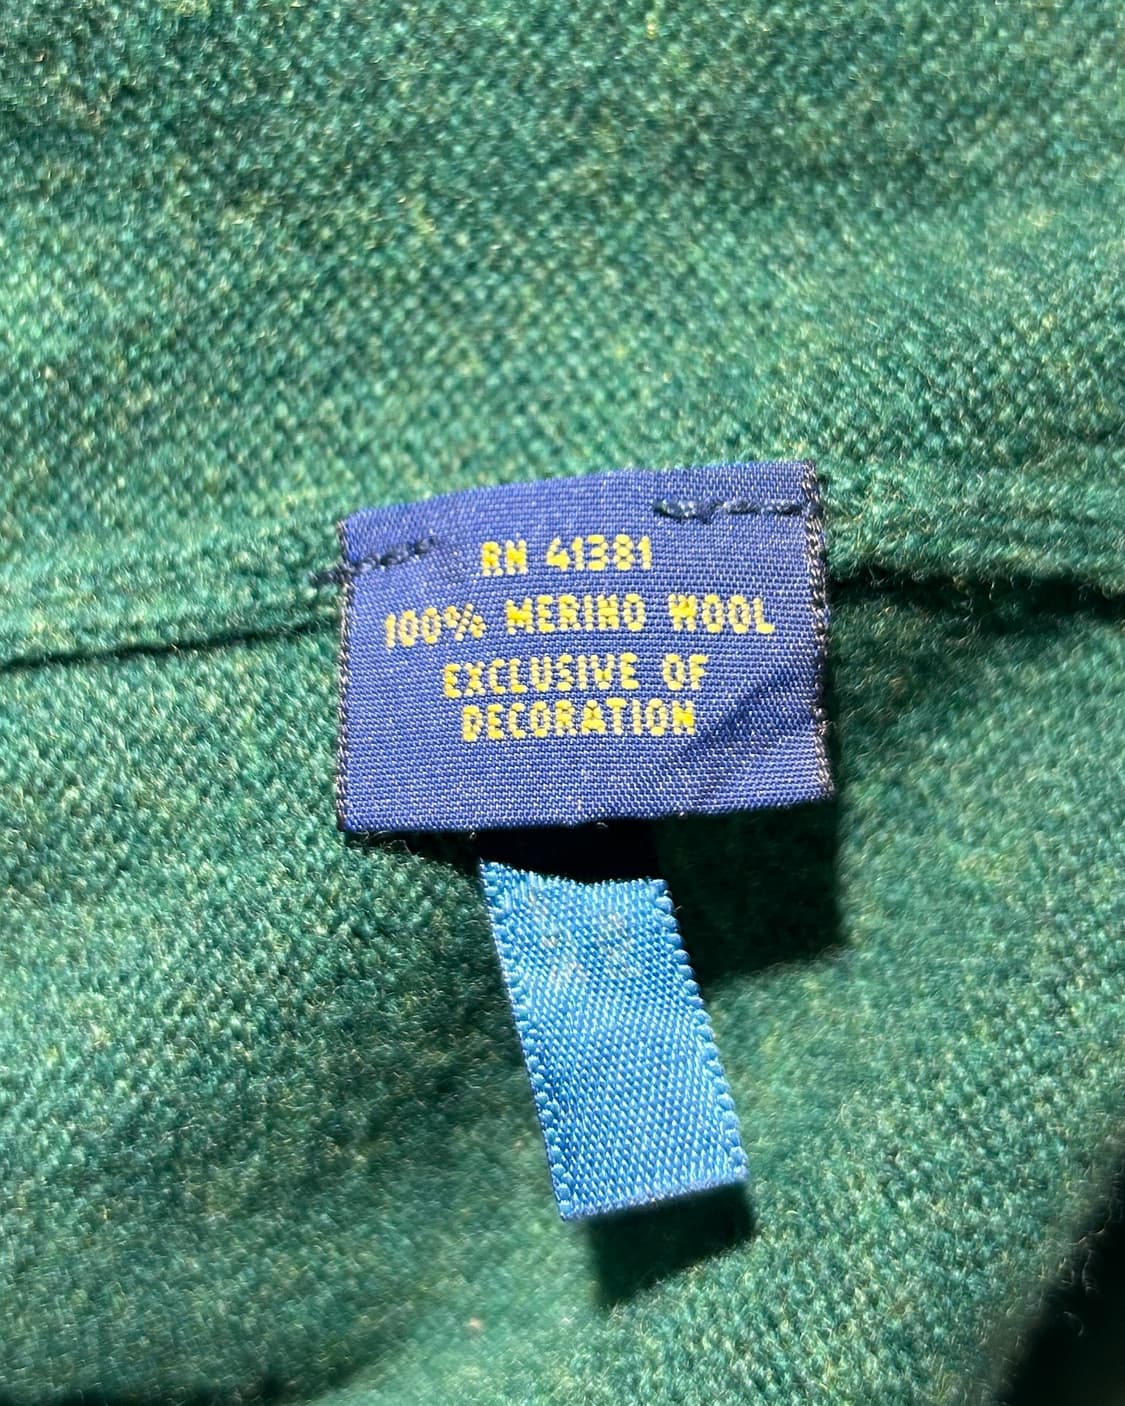 RN 41381
100% MERINO WOOL
EXCLUSIVE OF
DECORATION